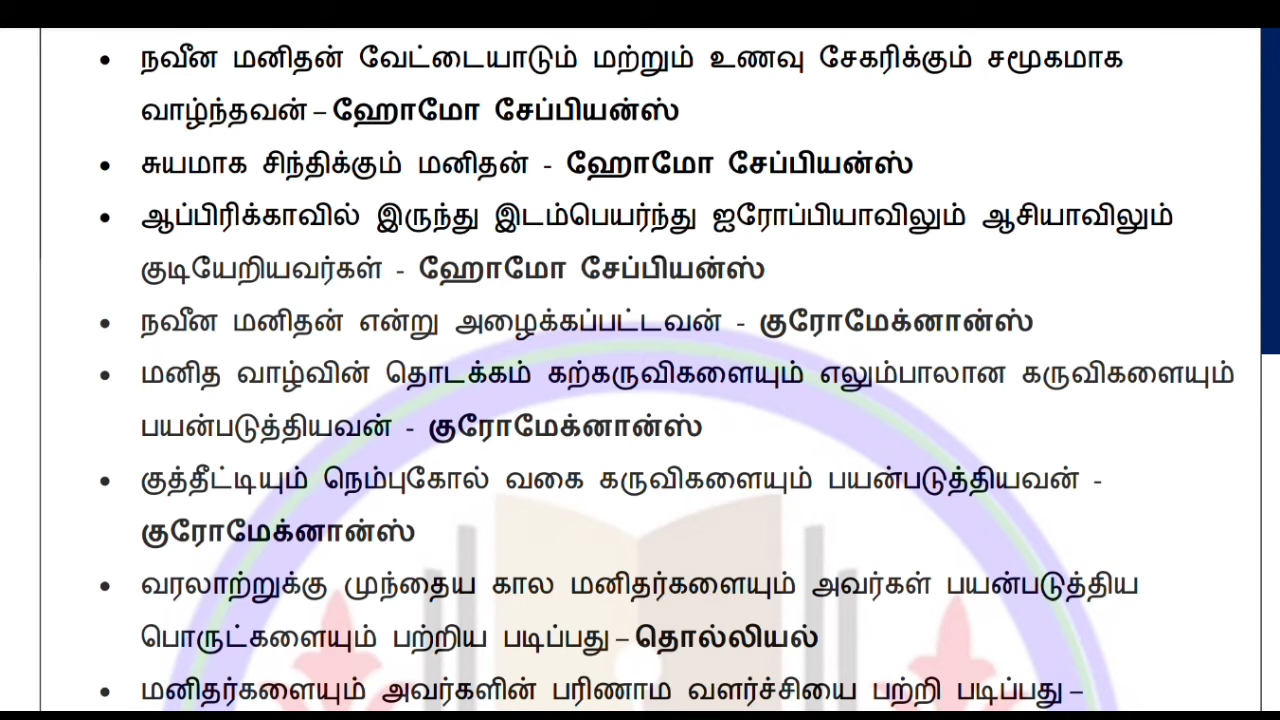 • நவீன மனிதன் வேட்டையாடும் மற்றும் உணவு சேகரிக்கும் சமூகமாக
வாழ்ந்தவன் – ஹோமோ சேப்பியன்ஸ்
• சுயமாக சிந்திக்கும் மனிதன் - ஹோமோ சேப்பியன்ஸ்
• ஆப்பிரிக்காவில் இருந்து இடம்பெயர்ந்து ஐரோப்பியாவிலும் ஆசியாவிலும்
குடியேறியவர்கள் - ஹோமோ சேப்பியன்ஸ்
• நவீன மனிதன் என்று அழைக்கப்பட்டவன் - குரோமேக்னான்ஸ்
• மனித வாழ்வின் தொடக்கம் கற்கருவிகளையும் எலும்பாலான கருவிகளையும்
பயன்படுத்தியவன் - குரோமேக்னான்ஸ்
• குத்தீட்டியும் நெம்புகோல் வகை கருவிகளையும் பயன்படுத்தியவன் -
குரோமேக்னான்ஸ்
• வரலாற்றுக்கு முந்தைய கால மனிதர்களையும் அவர்கள் பயன்படுத்திய
பொருட்களையும் பற்றிய படிப்பது – தொல்லியல்
• மனிதர்களையும் அவர்களின் பரிணாம வளர்ச்சியை பற்றி படிப்பது –